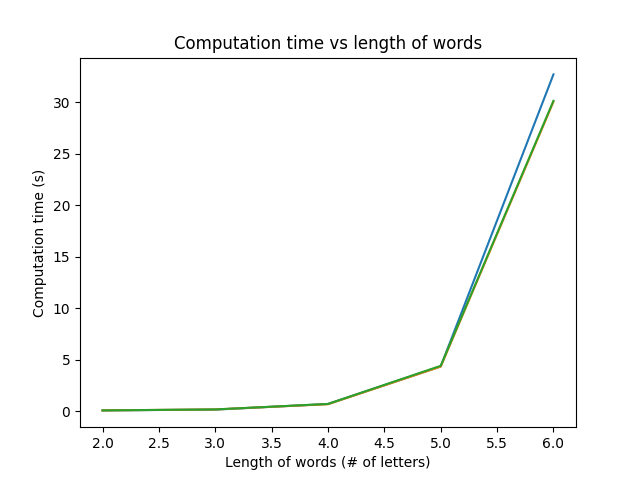 Computation time vs length of words
30
25
20
15
10
5
0
Computation time (s)
2.0 2.5 3.0 3.5 4.0 4.5 5.0 5.5 6.0
Length of words (# of letters)